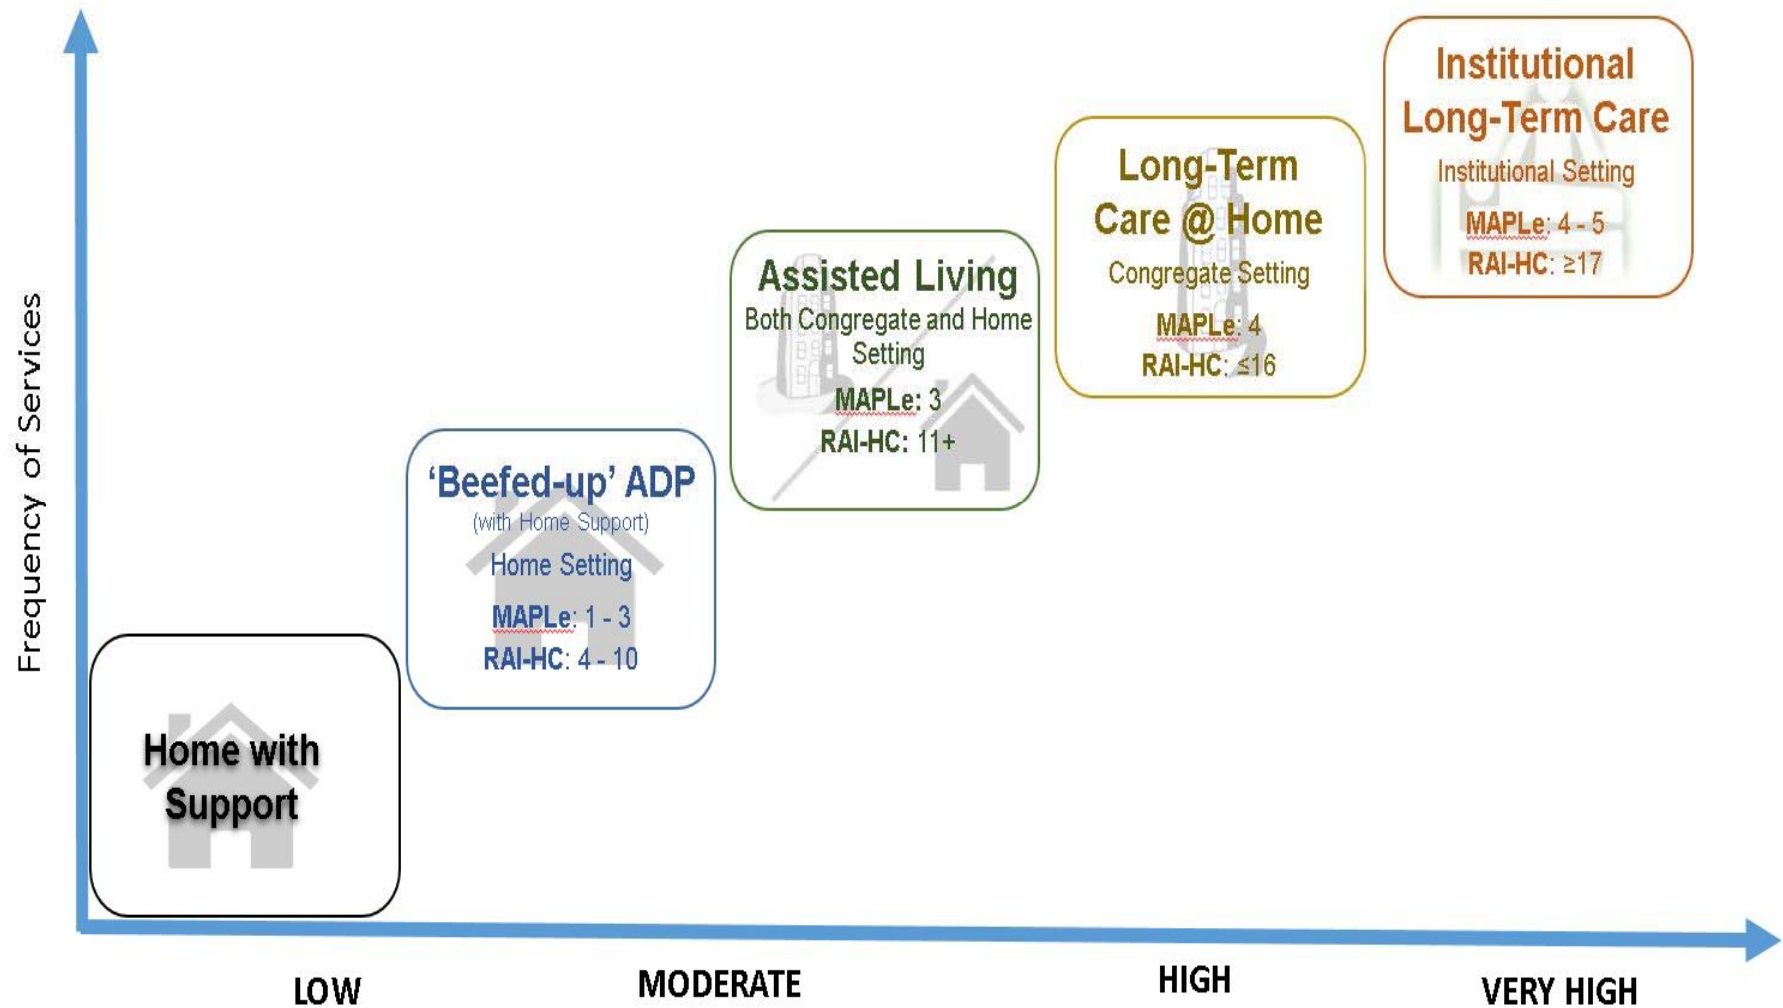 Institutional
Long-Term Care
Institutional Setting
MAPLe: 4 - 5
RAI-HC: ≥17
Long-Term
Care @ Home
Congregate Setting
MAPLe: 4
RAI-HC: ≤16
Assisted Living
Both Congregate and Home
Setting
MAPLe: 3
RAI-HC: 11+
‘Beefed-up’ ADP
(with Home Support)
Home Setting
MAPLe: 1 - 3
RAI-HC: 4 - 10
Home with
Support
Frequency of Services
LOW
MODERATE
HIGH
VERY HIGH